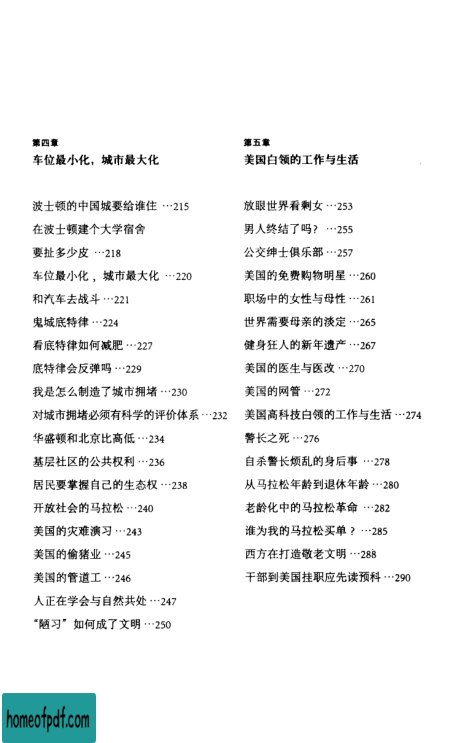 第四章
车位最小化，城市最大化
波士顿的中国城要给谁住 …215
在波士顿建个大学宿舍
要扯多少皮 …218
车位最小化，城市最大化 …220
和汽车去战斗 …221
鬼城底特律 …224
看底特律如何减肥 …227
底特律会反弹吗 …229
我是怎么制造了城市拥堵 …230
对城市拥堵必须有科学的评价体系 …232
华盛顿和北京比高低 …234
基层社区的公共权利 …236
居民要掌握自己的生态权 …238
开放社会的马拉松 …240
美国的灾难演习 …243
美国的偷猪业 …245
美国的管道工 …246
人正在学会与自然共处 …247
“陋习”如何成了文明 …250
第五章
美国白领的工作与生活
放眼世界看剩女 …253
男人终结了吗？ …255
公交绅士俱乐部 …257
美国的免费购物明星 …260
职场中的女性与母性 …261
世界需要母亲的淡定 …265
健身狂人的新年遗产 …267
美国的医生与医改 …270
美国的网管 …272
美国高科技白领的工作与生活 …274
警长之死 …276
自杀警长烦乱的身后事 …278
从马拉松年龄到退休年龄 …280
老龄化中的马拉松革命 …282
谁为我的马拉松买单？ …285
西方在打造敬老文明 …288
干部到美国挂职应先读预科 …290
homeofpdf.com